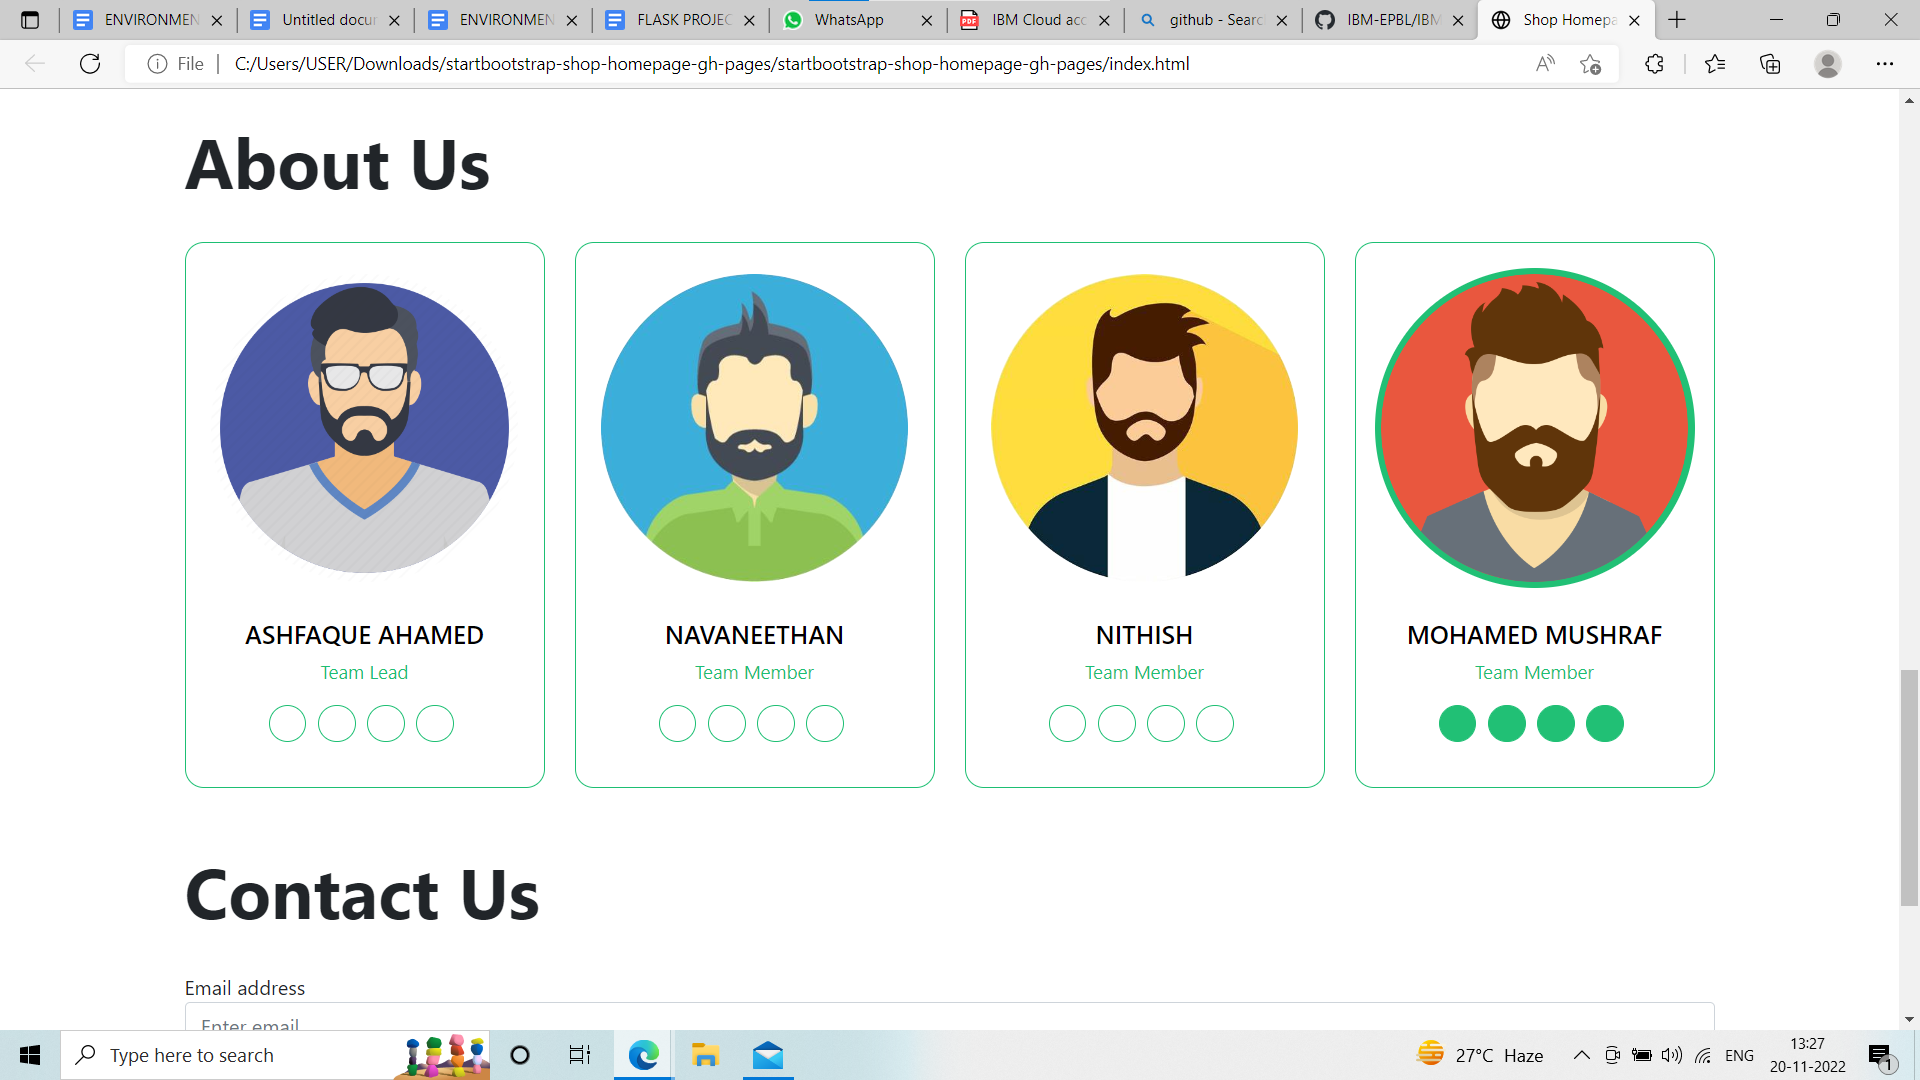 ENVIRONMEN
Untitled docu
ENVIRONMEN
FLASK PROJEC
WhatsApp
PDF
IBM Cloud acc
github - Searc
IBM-EPBL/IBM
Shop Homepa
File
C:/Users/USER/Downloads/startbootstrap-shop-homepage-gh-pages/startbootstrap-shop-homepage-gh-pages/index.html
About Us
ASHFAQUE AHAMED
Team Lead
NAVANEETHAN
Team Member
NITHISH
Team Member
MOHAMED MUSHRAF
Team Member
Contact Us
Email address
Enter email
Type here to search
27°C Haze
ENG
13:27
20-11-2022
1